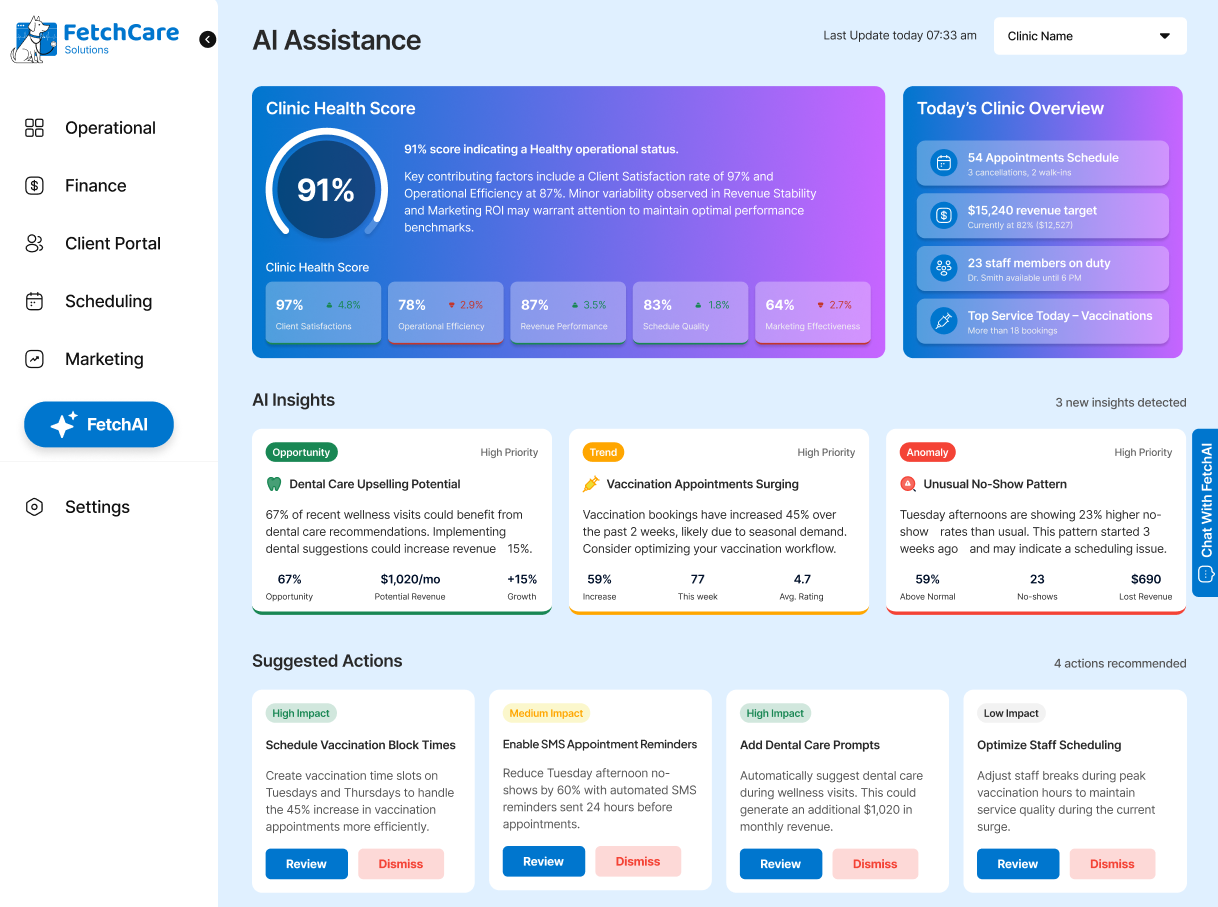 FetchCare
Solutions
Operational
Finance
Client Portal
Scheduling
Marketing
FetchAI
Settings
AI Assistance
Last Update today 07:33 am
Clinic Name
Clinic Health Score
91%
91% score indicating a Healthy operational status.
Key contributing factors include a Client Satisfaction rate of 97% and
Operational Efficiency at 87%. Minor variability observed in Revenue Stability
and Marketing ROI may warrant attention to maintain optimal performance
benchmarks.
Clinic Health Score
97% 4.8%
Client Satisfactions
78% 2.9%
Operational Efficiency
87% 3.5%
Revenue Performance
83% 1.8%
Schedule Quality
64% 2.7%
Marketing Effectiveness
Today's Clinic Overview
54 Appointments Schedule
3 cancellations, 2 walk-ins
$15,240 revenue target
Currently at 82% ($12,527)
23 staff members on duty
Dr. Smith available until 6 PM
Top Service Today – Vaccinations
More than 18 bookings
AI Insights
3 new insights detected
Opportunity High Priority
Dental Care Upselling Potential
67% of recent wellness visits could benefit from
dental care recommendations. Implementing
dental suggestions could increase revenue 15%.
67% $1,020/mo +15%
Opportunity Potential Revenue Growth
Trend High Priority
Vaccination Appointments Surging
Vaccination bookings have increased 45% over
the past 2 weeks, likely due to seasonal demand.
Consider optimizing your vaccination workflow.
59% 77 4.7
Increase This week Avg. Rating
Anomaly High Priority
Unusual No-Show Pattern
Tuesday afternoons are showing 23% higher no-
show rates than usual. This pattern started 3
weeks ago and may indicate a scheduling issue.
59% 23 $690
Above Normal No-shows Lost Revenue
Chat With FetchAI
Suggested Actions
4 actions recommended
High Impact
Schedule Vaccination Block Times
Create vaccination time slots on
Tuesdays and Thursdays to handle
the 45% increase in vaccination
appointments more efficiently.
Review Dismiss
Medium Impact
Enable SMS Appointment Reminders
Reduce Tuesday afternoon no-
shows by 60% with automated SMS
reminders sent 24 hours before
appointments.
Review Dismiss
High Impact
Add Dental Care Prompts
Automatically suggest dental care
during wellness visits. This could
generate an additional $1,020 in
monthly revenue.
Review Dismiss
Low Impact
Optimize Staff Scheduling
Adjust staff breaks during peak
vaccination hours to maintain
service quality during the current
surge.
Review Dismiss